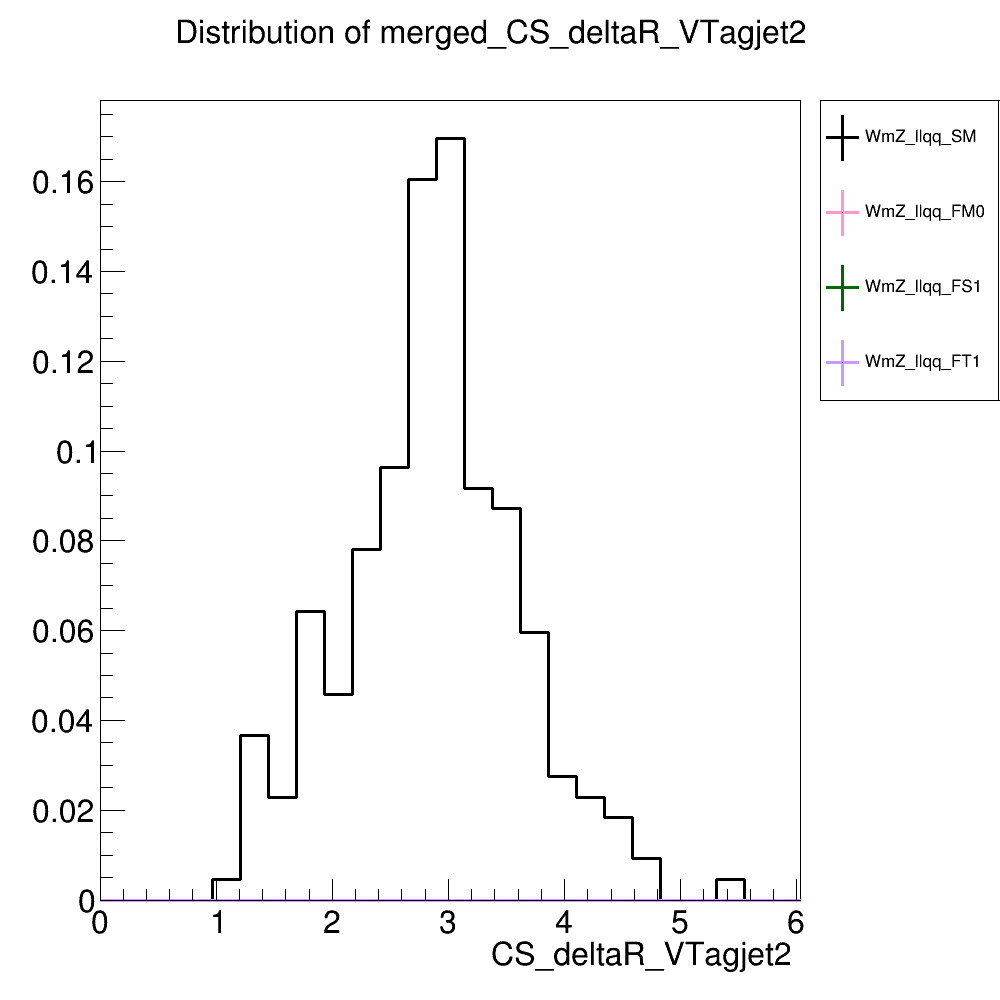 Distribution of merged_CS_deltaR_VTagjet2
WmZ_llqq_SM
WmZ_llqq_FM0
WmZ_llqq_FS1
WmZ_llqq_FT1
0.16
0.14
0.12
0.1
0.08
0.06
0.04
0.02
0
0 1 2 3 4 5 6
CS_deltaR_VTagjet2